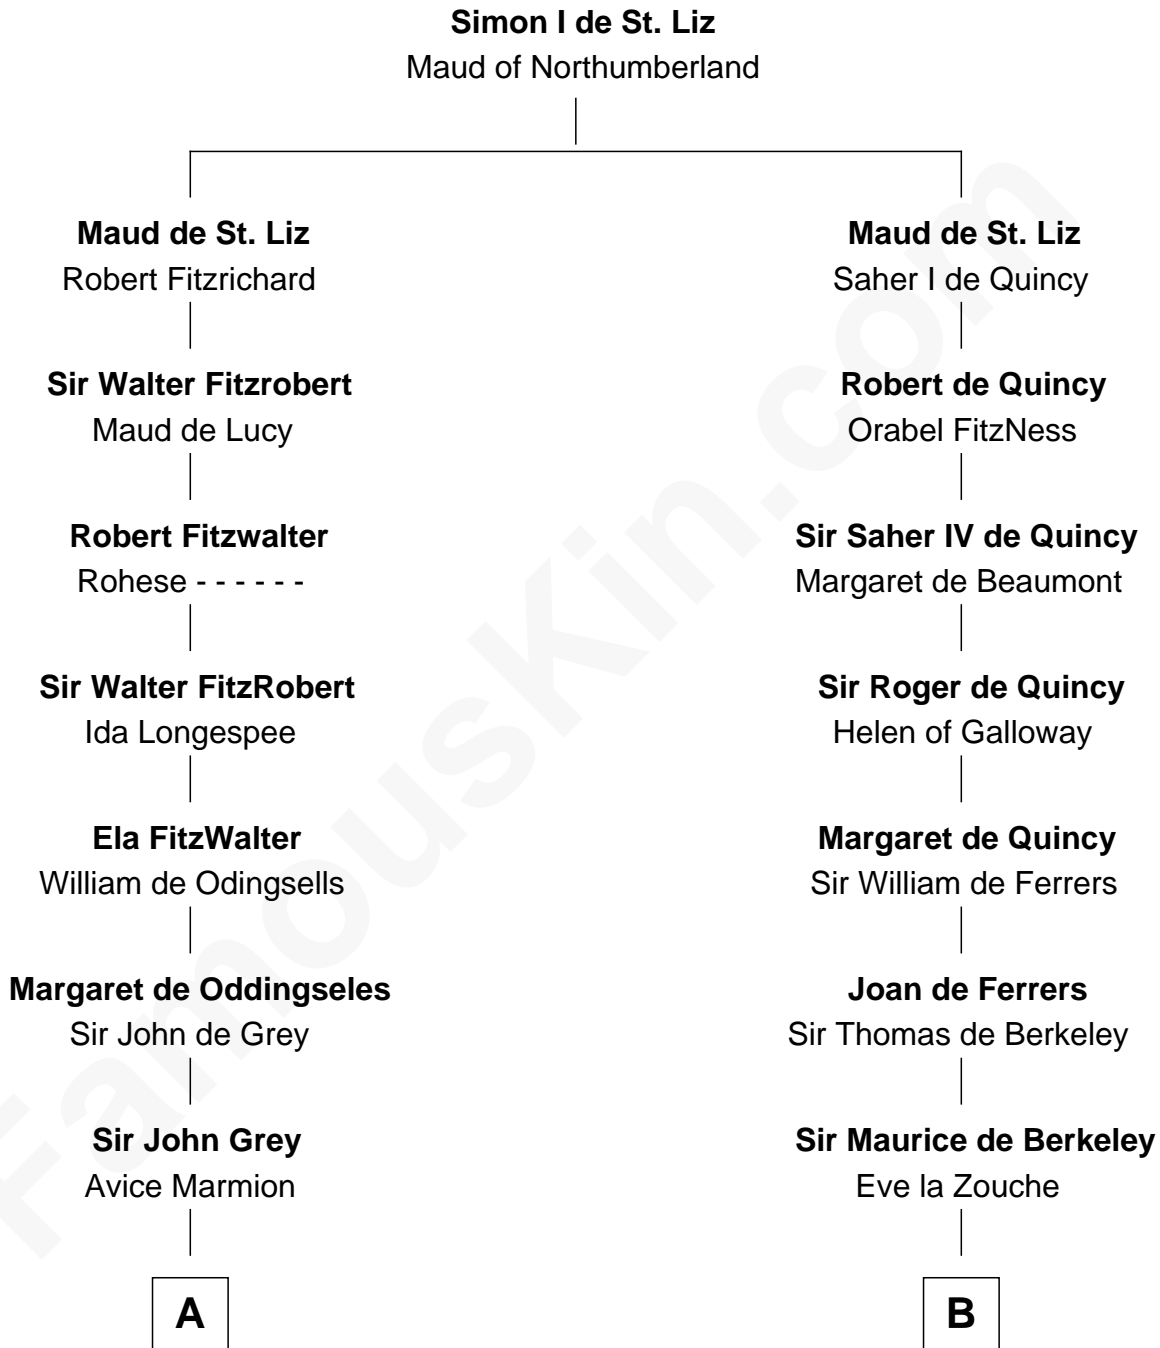 Simon I de St. Liz
Maud of Northumberland
Maud de St. Liz
Robert Fitzrichard
Maud de St. Liz
Saher I de Quincy
Sir Walter Fitzrobert
Maud de Lucy
Robert de Quincy
Orabel FitzNess
Robert Fitzwalter
Rohese - - - - - -
Sir Saher IV de Quincy
Margaret de Beaumont
Sir Walter FitzRobert
Ida Longespee
Sir Roger de Quincy
Helen of Galloway
Ela FitzWalter
William de Odingsells
Margaret de Quincy
Sir William de Ferrers
Margaret de Oddingseles
Sir John de Grey
Joan de Ferrers
Sir Thomas de Berkeley
Sir John Grey
Avice Marmion
Sir Maurice de Berkeley
Eve la Zouche
A
B
FamousKin.com